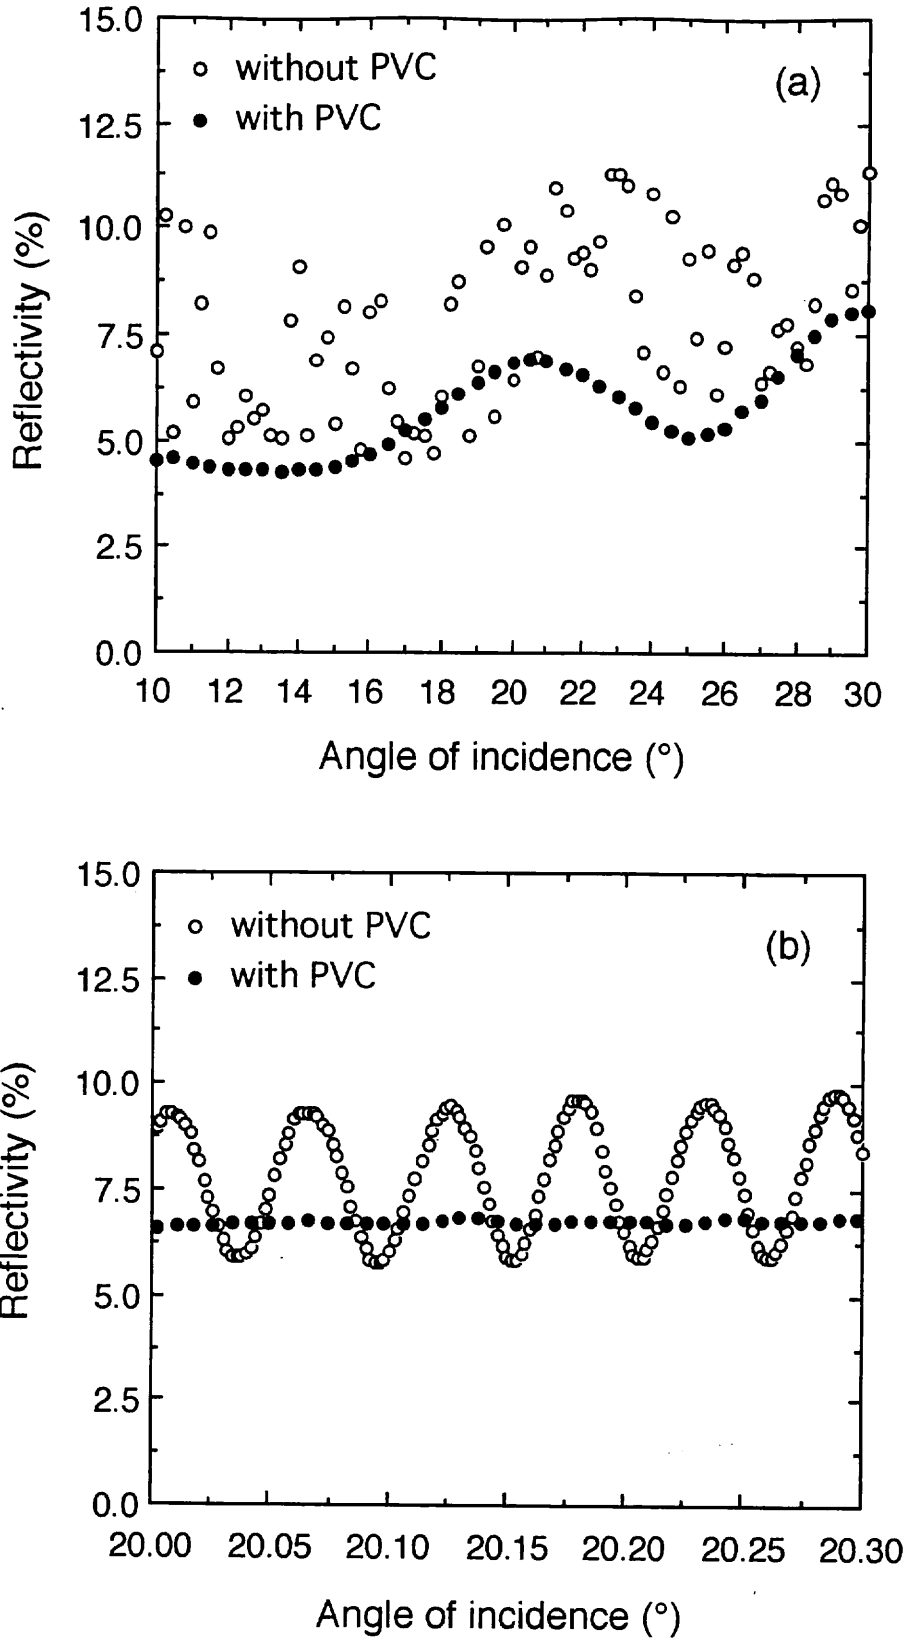 15.0
without PVC
(a)
with PVC
12.5
10.0
7.5
5.0
2.5
0.0
Reflectivity (%)
10 12 14 16 18 20 22 24 26 28 30
Angle of incidence (°)
15.0
without PVC
(b)
with PVC
12.5
10.0
7.5
5.0
2.5
0.0
Reflectivity (%)
20.00 20.05 20.10 20.15 20.20 20.25 20.30
Angle of incidence (°)